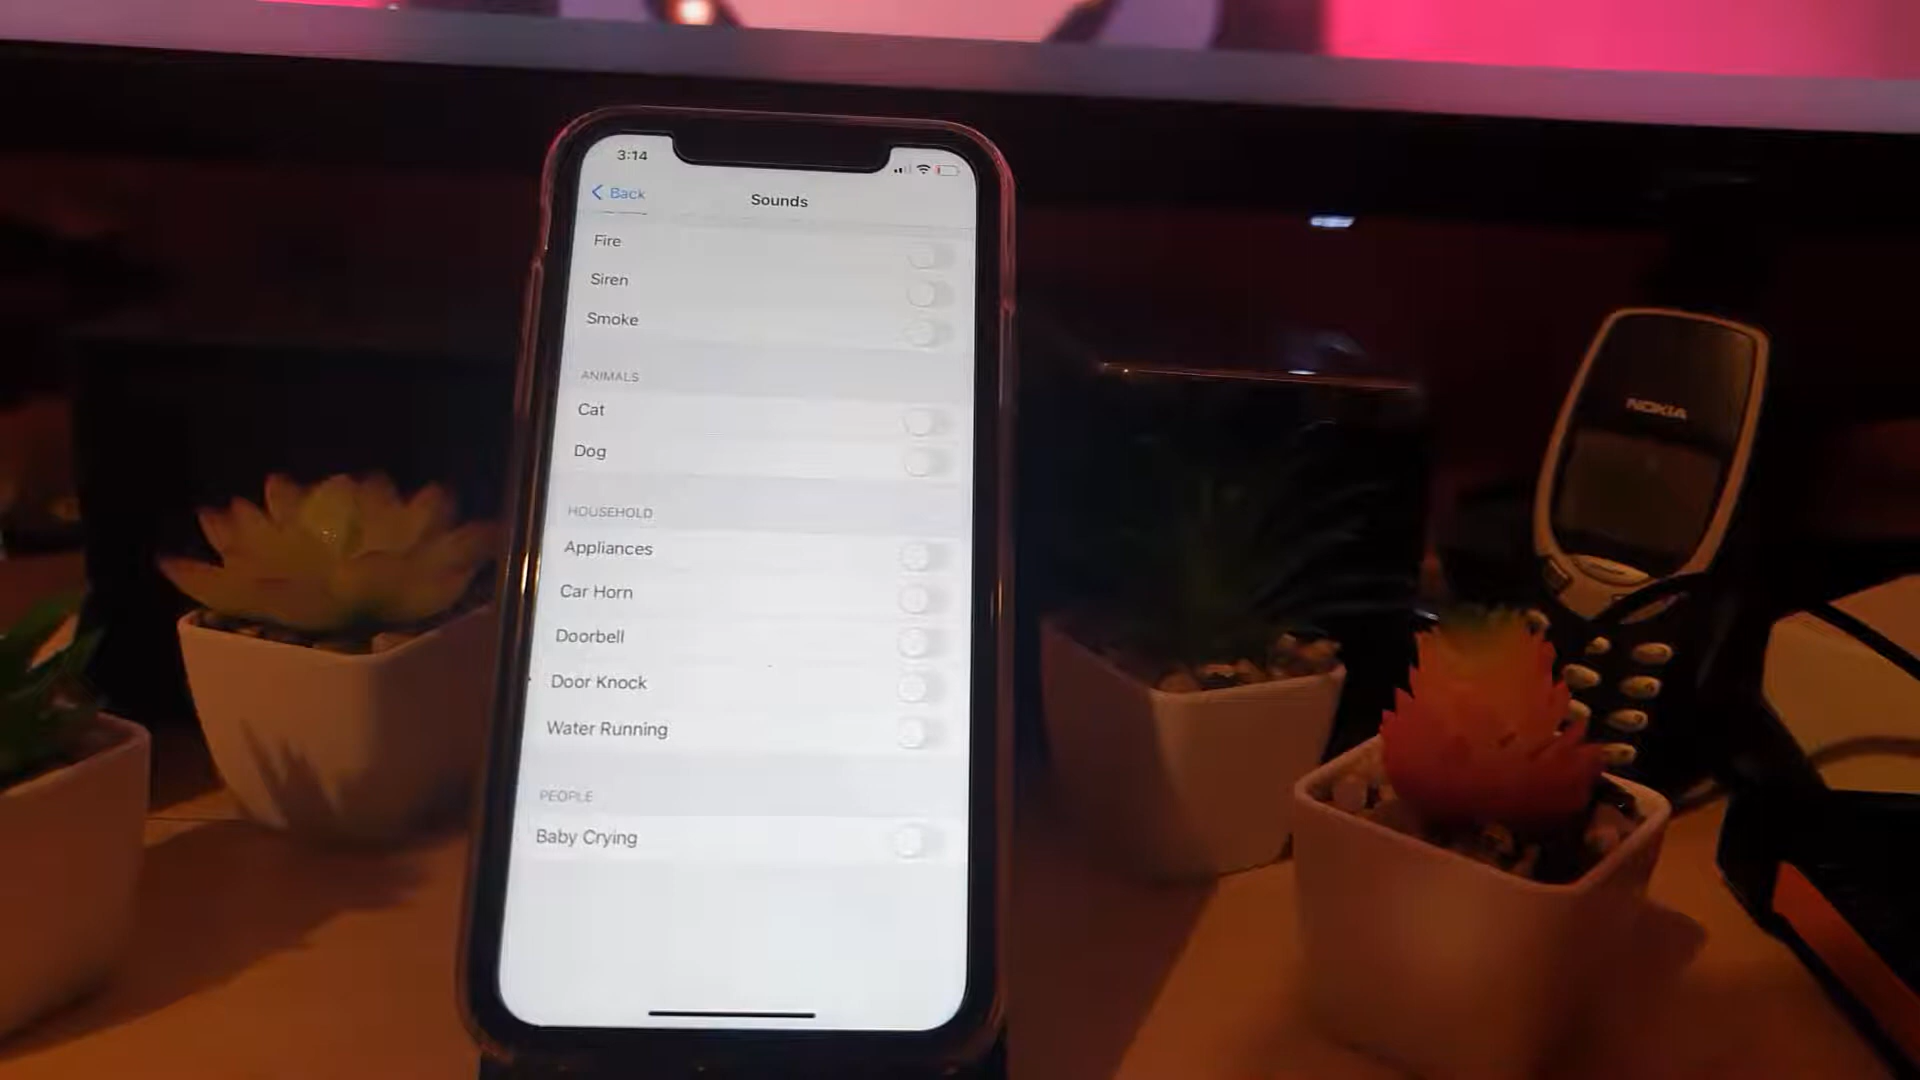 3:14
Back
Sounds
Fire
Siren
Smoke
ANIMALS
Cat
Dog
HOUSEHOLD
Appliances
Car Horn
Doorbell
Door Knock
Water Running
PEOPLE
Baby Crying
NOKIA